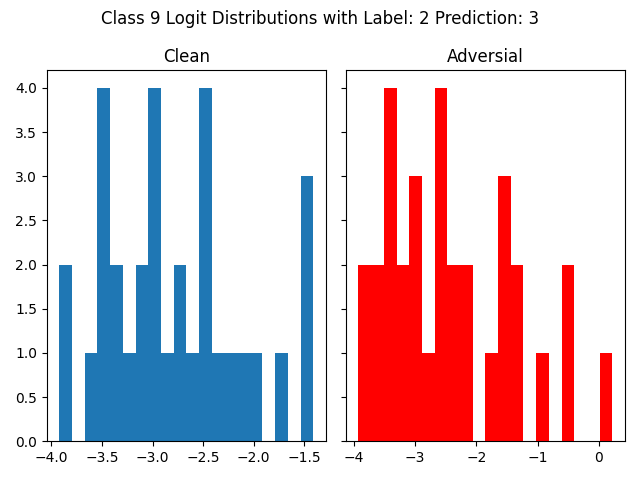 Class 9 Logit Distributions with Label: 2 Prediction: 3
Clean
Adversial
4.0
3.5
3.0
2.5
2.0
1.5
1.0
0.5
0.0
−4.0 −3.5 −3.0 −2.5 −2.0 −1.5
−4 −3 −2 −1 0